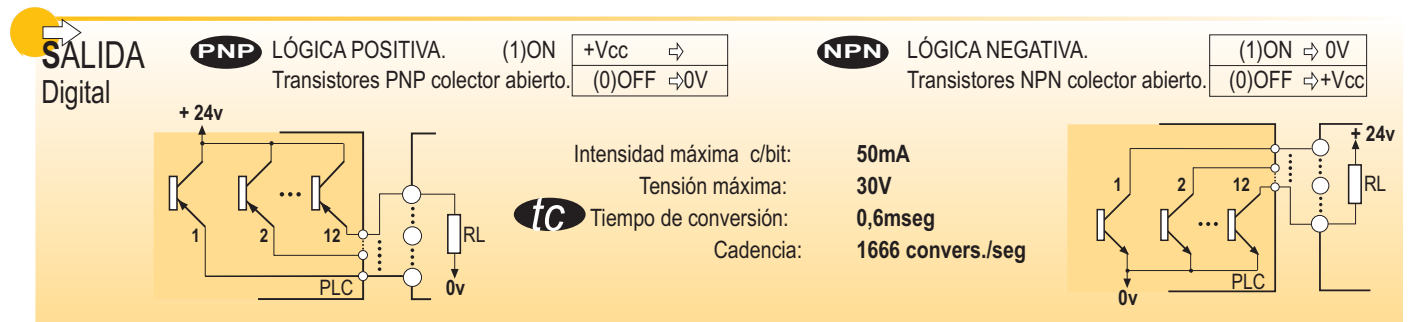 SALIDA
Digital
PNP LÓGICA POSITIVA. (1)ON +Vcc ⇨
Transistores PNP colector abierto. (0)OFF ⇨0V
NPN LÓGICA NEGATIVA. (1)ON ⇨ 0V
Transistores NPN colector abierto. (0)OFF ⇨+Vcc
+ 24v
1 2 ... 12
PLC
RL
0v
Intensidad máxima c/bit: 50mA
Tensión máxima: 30V
tc Tiempo de conversión: 0,6mseg
Cadencia: 1666 convers./seg
+ 24v
1 2 ... 12
RL
PLC
0v